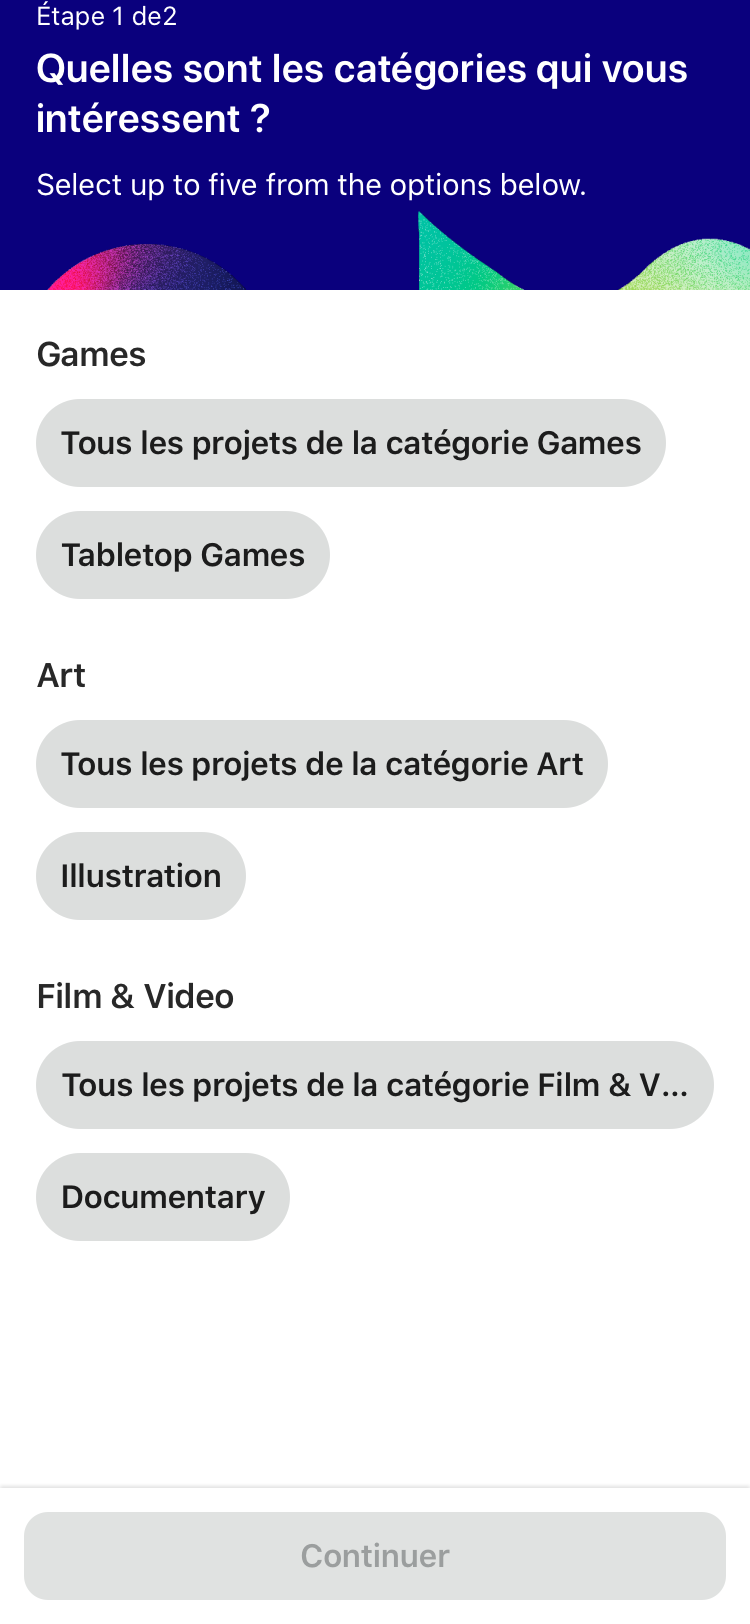 Étape 1 de2
Quelles sont les catégories qui vous
intéressent ?
Select up to five from the options below.
Games
Tous les projets de la catégorie Games
Tabletop Games
Art
Tous les projets de la catégorie Art
Illustration
Film & Video
Tous les projets de la catégorie Film & V...
Documentary
Continuer